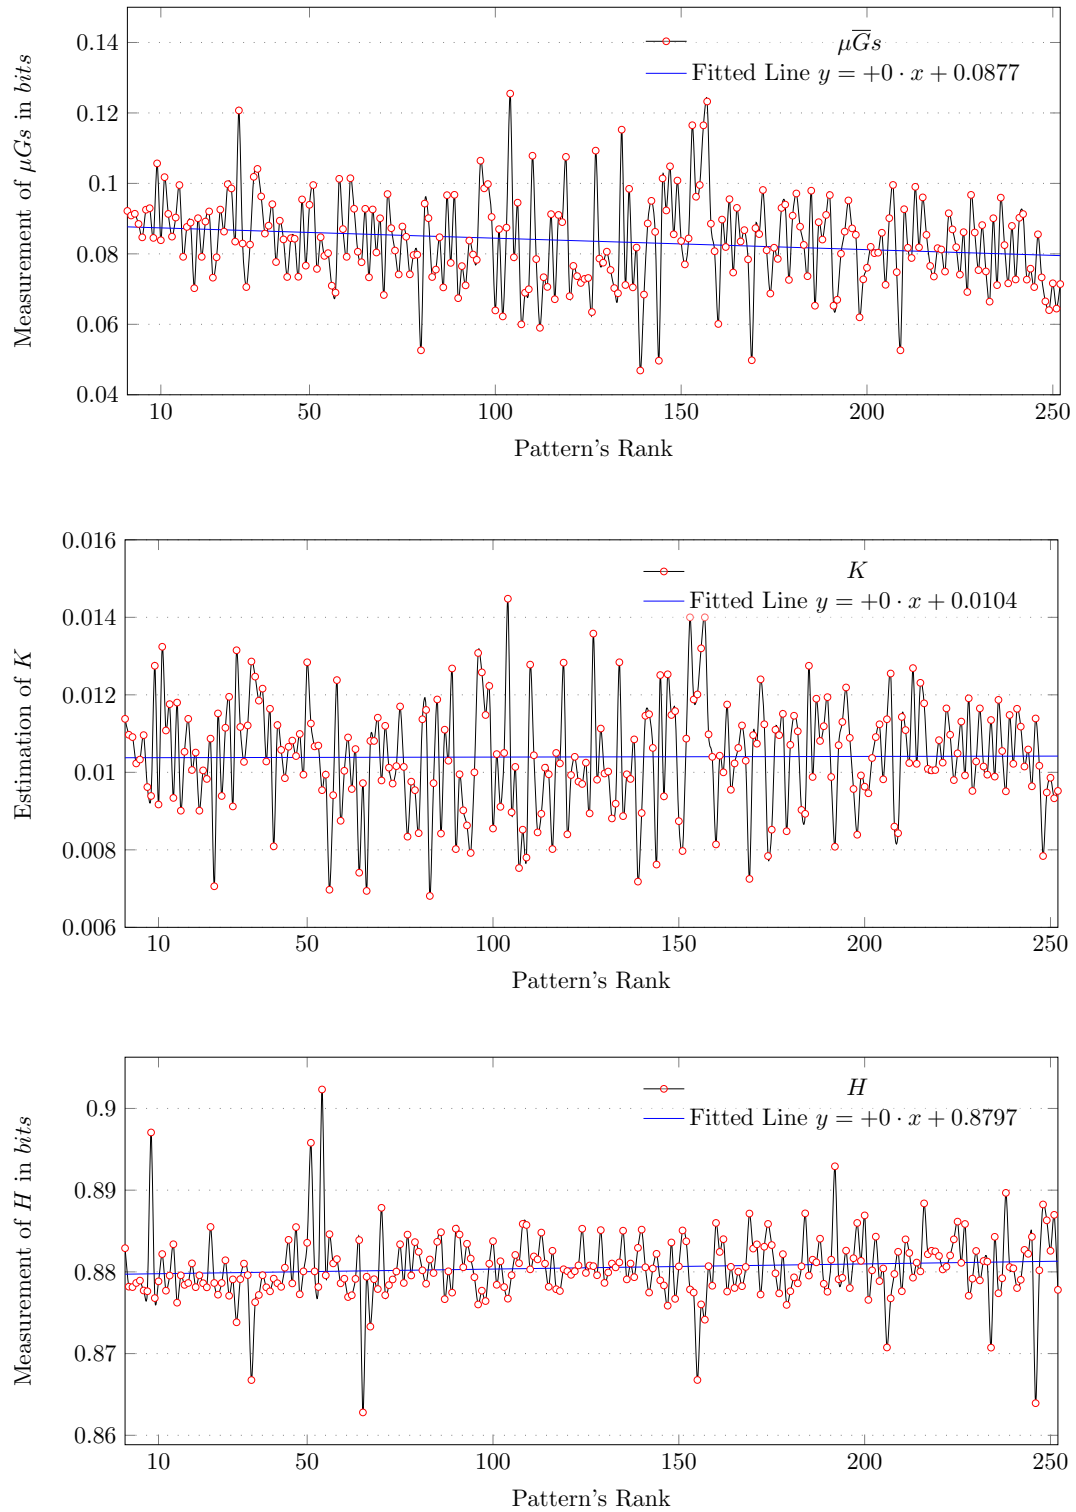 Measurement of μGs in bits
0.14
0.12
0.1
0.08
0.06
0.04
μG̅s
Fitted Line y = +0 · x + 0.0877
10 50 100 150 200 250
Pattern's Rank
Estimation of K
0.016
0.014
0.012
0.01
0.008
0.006
K
Fitted Line y = +0 · x + 0.0104
10 50 100 150 200 250
Pattern's Rank
Measurement of H in bits
0.9
0.89
0.88
0.87
0.86
H
Fitted Line y = +0 · x + 0.8797
10 50 100 150 200 250
Pattern's Rank